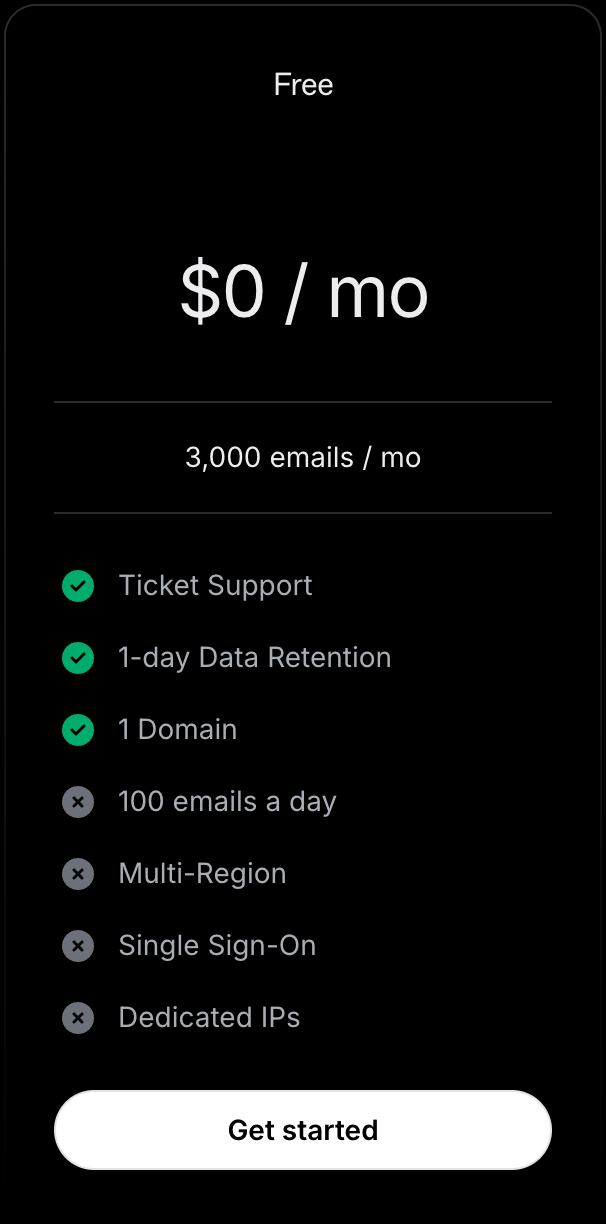 Free
$0 / mo
3,000 emails / mo
Ticket Support
1-day Data Retention
1 Domain
100 emails a day
Multi-Region
Single Sign-On
Dedicated IPs
Get started